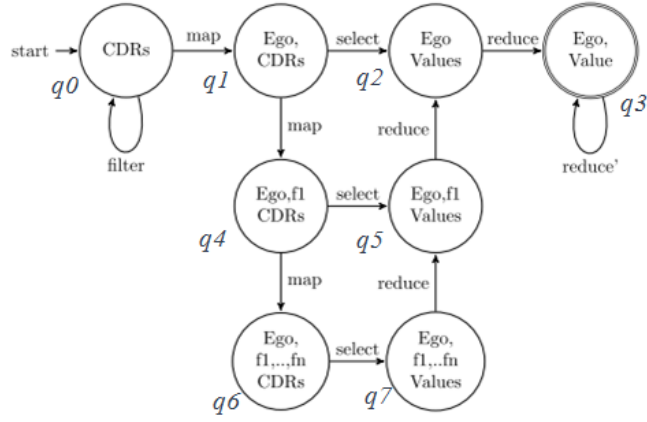 start
CDRs
map
Ego,
CDRs
select
Ego
Values
reduce
Ego,
Value
q0
q1
q2
q3
filter
map
reduce
reduce'
Ego,f1
CDRs
select
Ego,f1
Values
q4
q5
map
reduce
Ego,
f1,..,fn
CDRs
select
Ego,
f1,..fn
Values
q6
q7